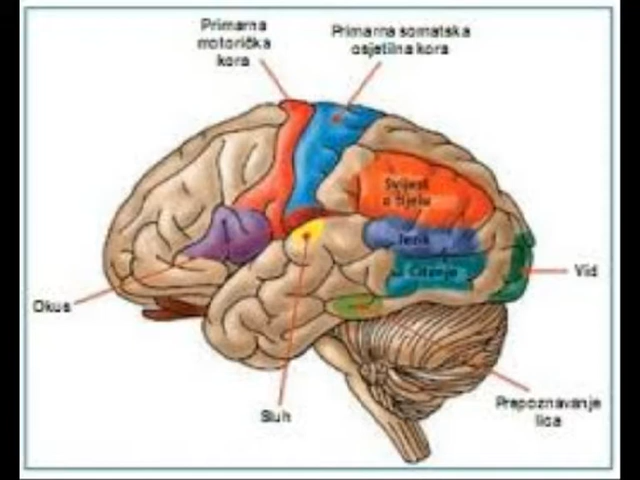 Primarna
motorička
kora
Primarna somatska
osjetilna kora
Svijest
o tijelu
Jezik
Čitanje
Vid
Okus
Sluh
Prepoznavanje
lica